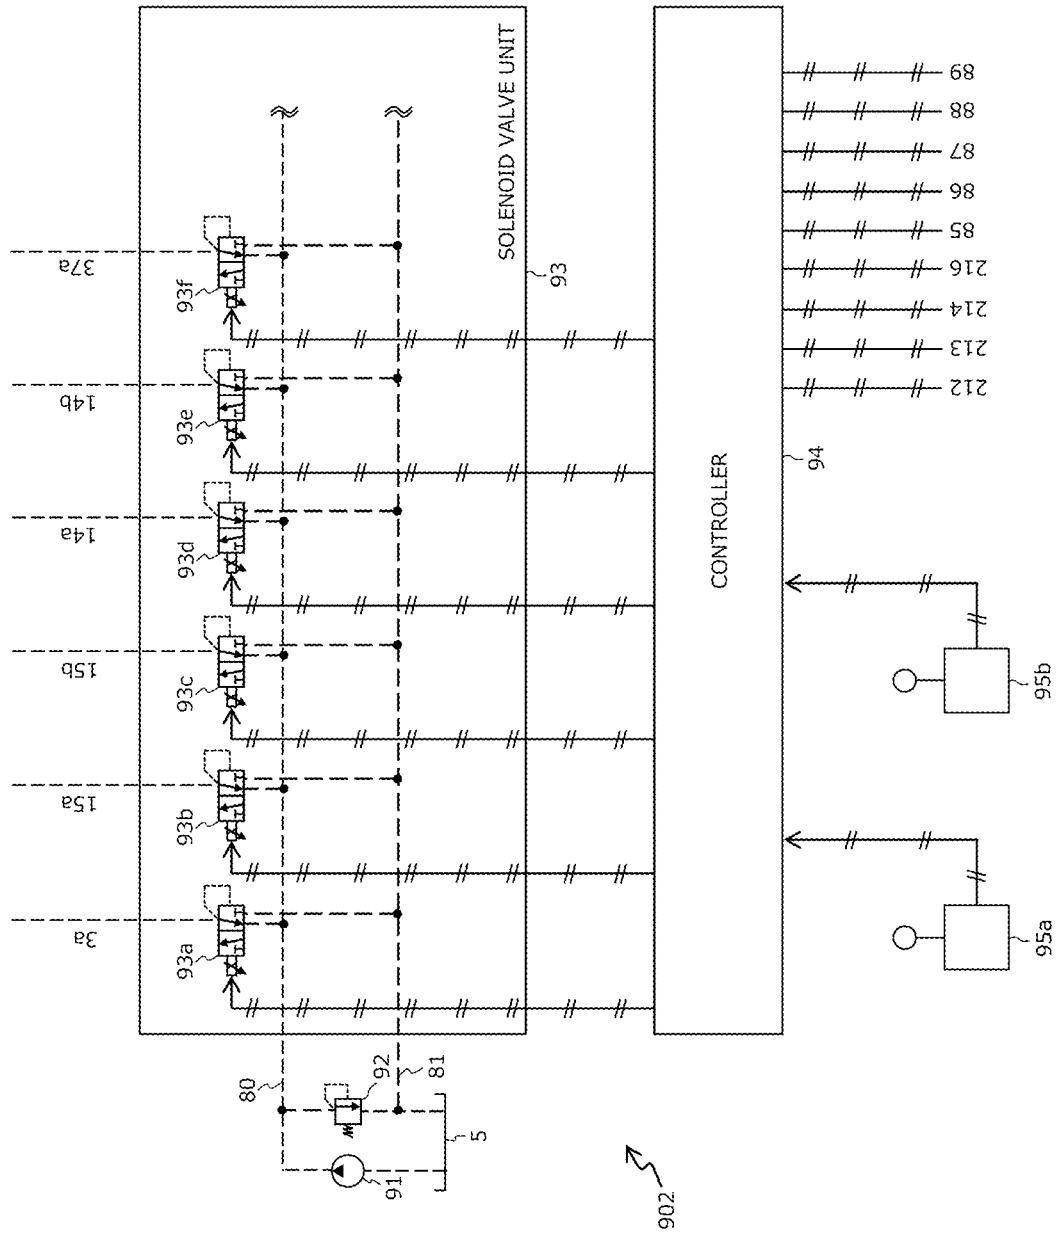 3a
15a
15b
14a
14b
37a
93a
93b
93c
93d
93e
93f
SOLENOID VALVE UNIT
93
80
92
81
91
5
CONTROLLER
94
212
213
214
216
85
86
87
88
89
95a
95b
902